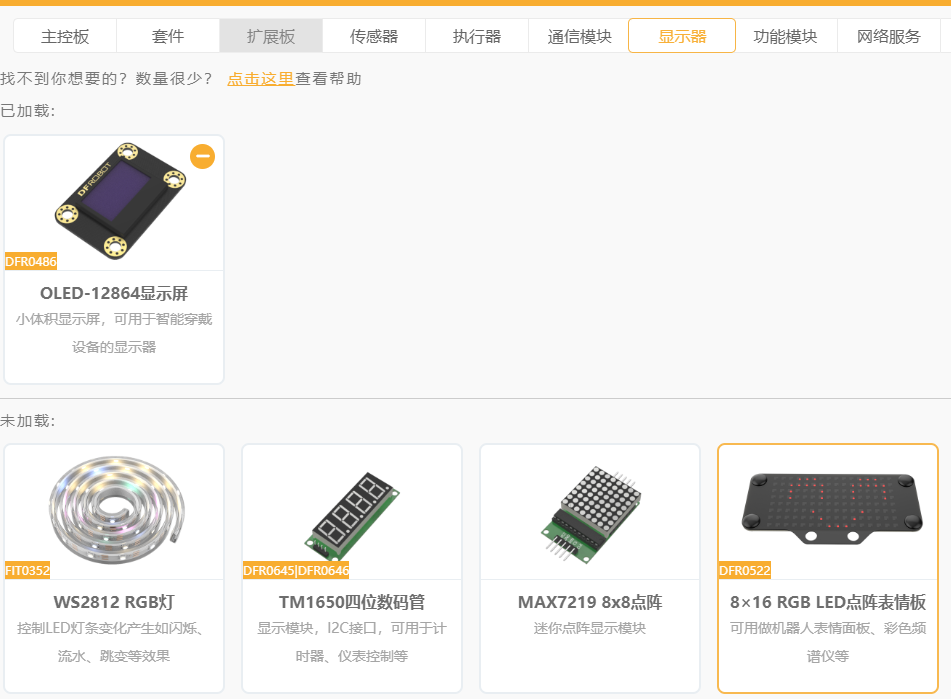 主控板 套件 扩展板 传感器 执行器 通信模块 显示器 功能模块 网络服务
找不到你想要的？数量很少？ 点击这里查看帮助
已加载:
DFROBOT
DFR0486
OLED-12864显示屏
小体积显示屏，可用于智能穿戴
设备的显示器
未加载:
FIT0352
WS2812 RGB灯
控制LED灯条变化产生如闪烁、
流水、跳变等效果
DFR0645|DFR0646
TM1650四位数码管
显示模块，I2C接口，可用于计
时器、仪表控制等
MAX7219 8x8点阵
迷你点阵显示模块
DFR0522
8×16 RGB LED点阵表情板
可用做机器人表情面板、彩色频
谱仪等